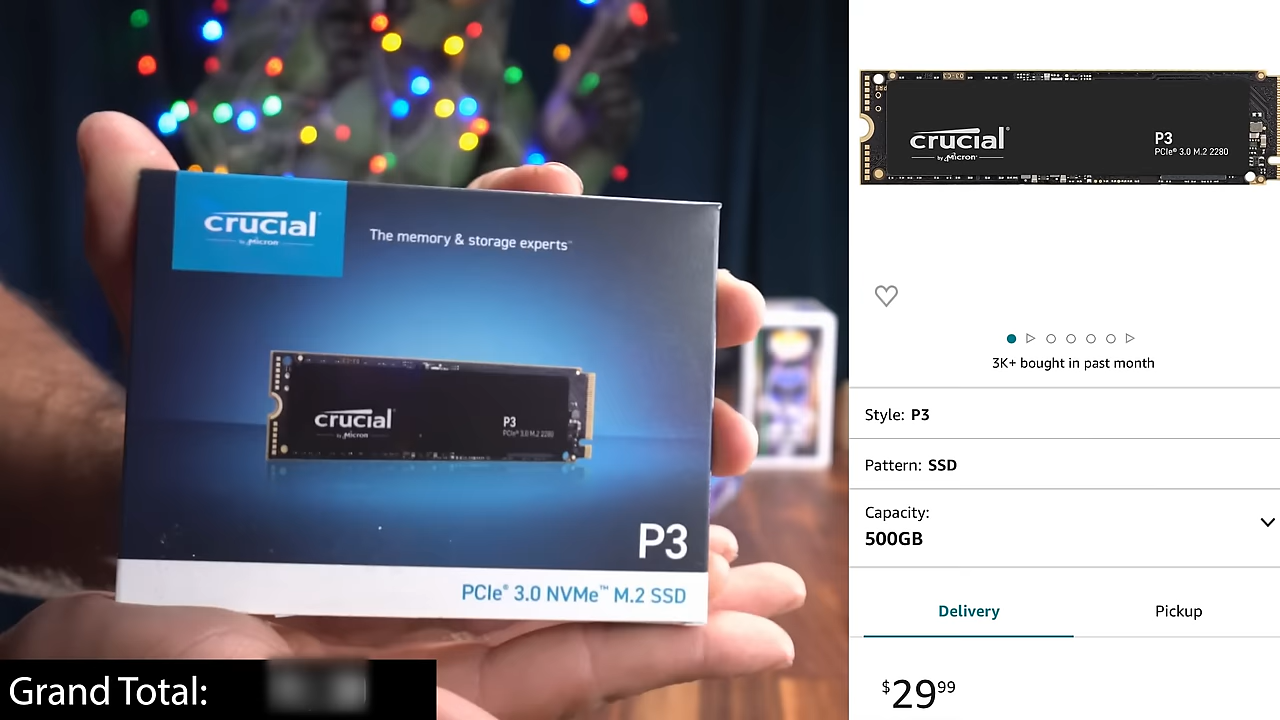 crucial
by Micron
The memory & storage experts™
crucial
by Micron
P3
PCIe® 3.0 M.2 2280
P3
PCIe® 3.0 NVMe™ M.2 SSD
Grand Total:
crucial®
by Micron®
P3
PCIe® 3.0 M.2 2280
3K+ bought in past month
Style: P3
Pattern: SSD
Capacity:
500GB
Delivery
Pickup
$29.99